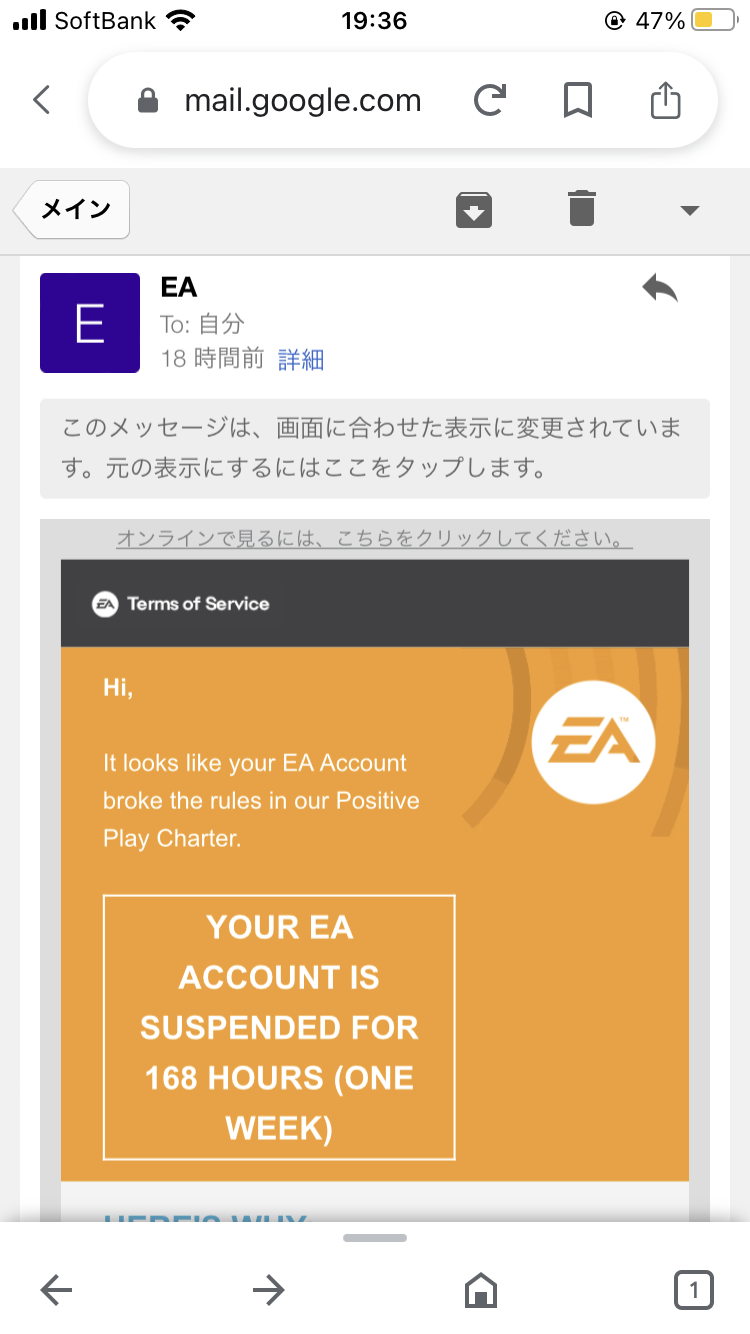 SoftBank 19:36 47%
mail.google.com
メイン
E
EA
To: 自分
18 時間前 詳細
このメッセージは、画面に合わせた表示に変更されていま
す。元の表示にするにはここをタップします。
オンラインで見るには、こちらをクリックしてください。
EA Terms of Service
Hi,
EA™
It looks like your EA Account
broke the rules in our Positive
Play Charter.
YOUR EA
ACCOUNT IS
SUSPENDED FOR
168 HOURS (ONE
WEEK)
HERE'S WHY:
1